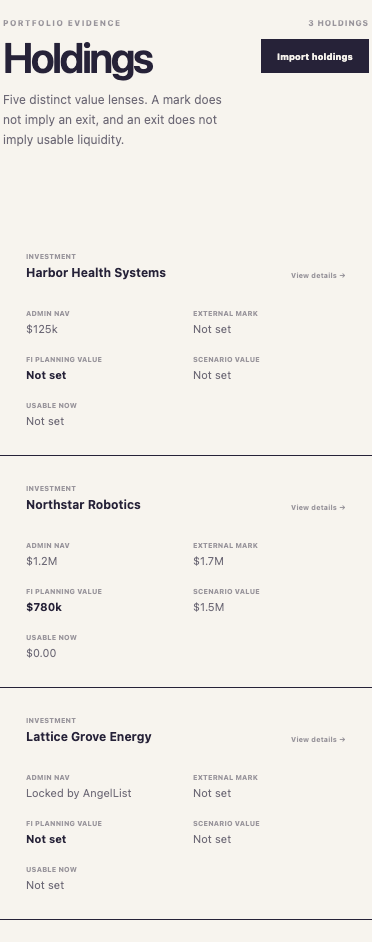 PORTFOLIO EVIDENCE
3 HOLDINGS
Holdings
Import holdings
Five distinct value lenses. A mark does
not imply an exit, and an exit does not
imply usable liquidity.
INVESTMENT
Harbor Health Systems
View details →
ADMIN NAV
EXTERNAL MARK
$125k
Not set
FI PLANNING VALUE
SCENARIO VALUE
Not set
Not set
USABLE NOW
Not set
INVESTMENT
Northstar Robotics
View details →
ADMIN NAV
EXTERNAL MARK
$1.2M
$1.7M
FI PLANNING VALUE
SCENARIO VALUE
$780k
$1.5M
USABLE NOW
$0.00
INVESTMENT
Lattice Grove Energy
View details →
ADMIN NAV
EXTERNAL MARK
Locked by AngelList
Not set
FI PLANNING VALUE
SCENARIO VALUE
Not set
Not set
USABLE NOW
Not set